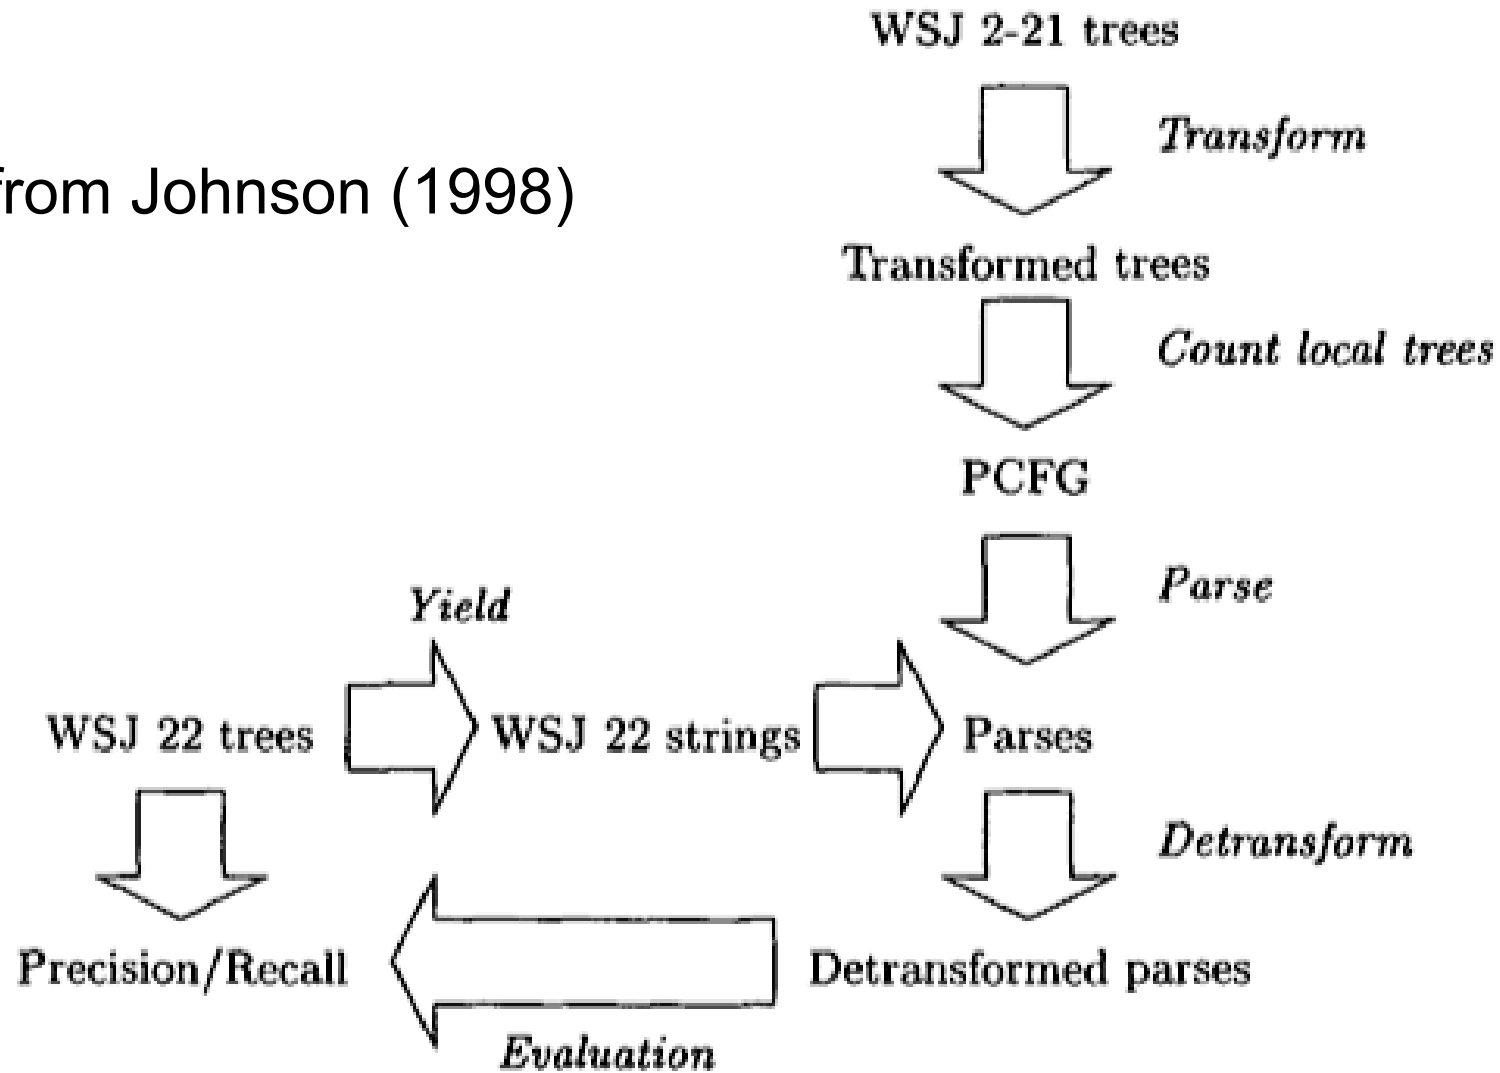 WSJ 2-21 trees
Transform
from Johnson (1998)
Transformed trees
Count local trees
PCFG
Parse
Yield
WSJ 22 trees
WSJ 22 strings
Parses
Detransform
Precision/Recall
Detransformed parses
Evaluation